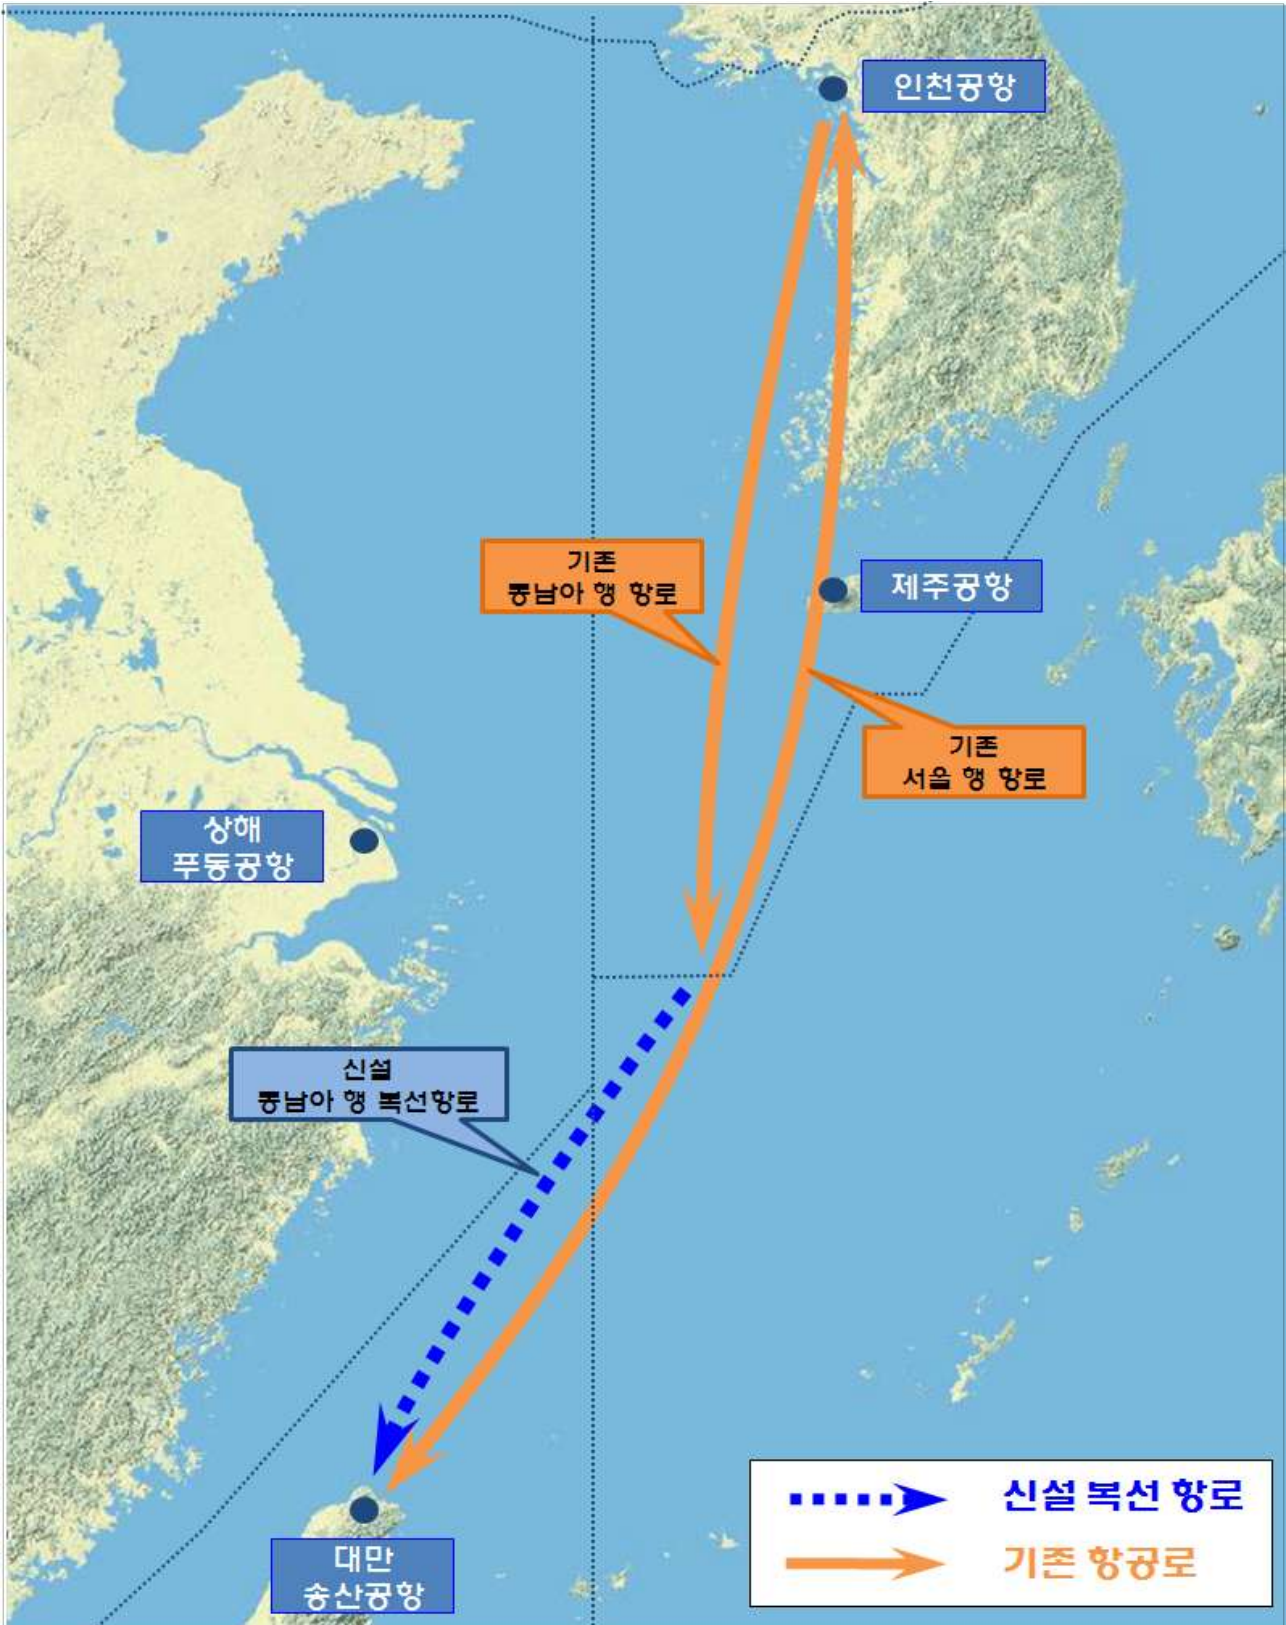 인천공항
기존
동남아 행 항로
제주공항
기존
서울 행 항로
상해
푸동공항
신설
동남아 행 복선항로
신설 복선 항로
기존 항공로
대만
송산공항